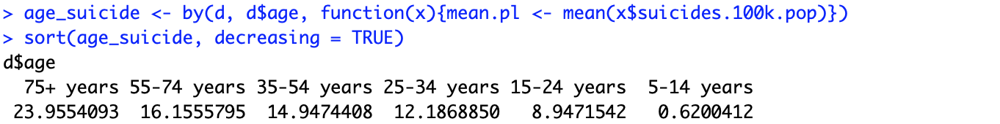 > age_suicide <- by(d, d$age, function(x){mean.pl <- mean(x$suicides.100k.pop)})
> sort(age_suicide, decreasing = TRUE)
d$age
75+ years 55-74 years 35-54 years 25-34 years 15-24 years 5-14 years
23.9554093 16.1555795 14.9474408 12.1868850 8.9471542 0.6200412